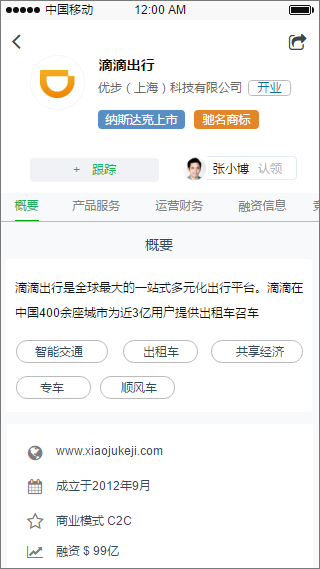 中国移动 12:00 AM
滴滴出行
优步（上海）科技有限公司 开业
纳斯达克上市 驰名商标
+ 跟踪 张小博 认领
概要 产品服务 运营财务 融资信息
概要
滴滴出行是全球最大的一站式多元化出行平台。滴滴在
中国400余座城市为近3亿用户提供出租车召车
智能交通 出租车 共享经济
专车 顺风车
www.xiaojukeji.com
成立于2012年9月
商业模式 C2C
融资 $ 99亿